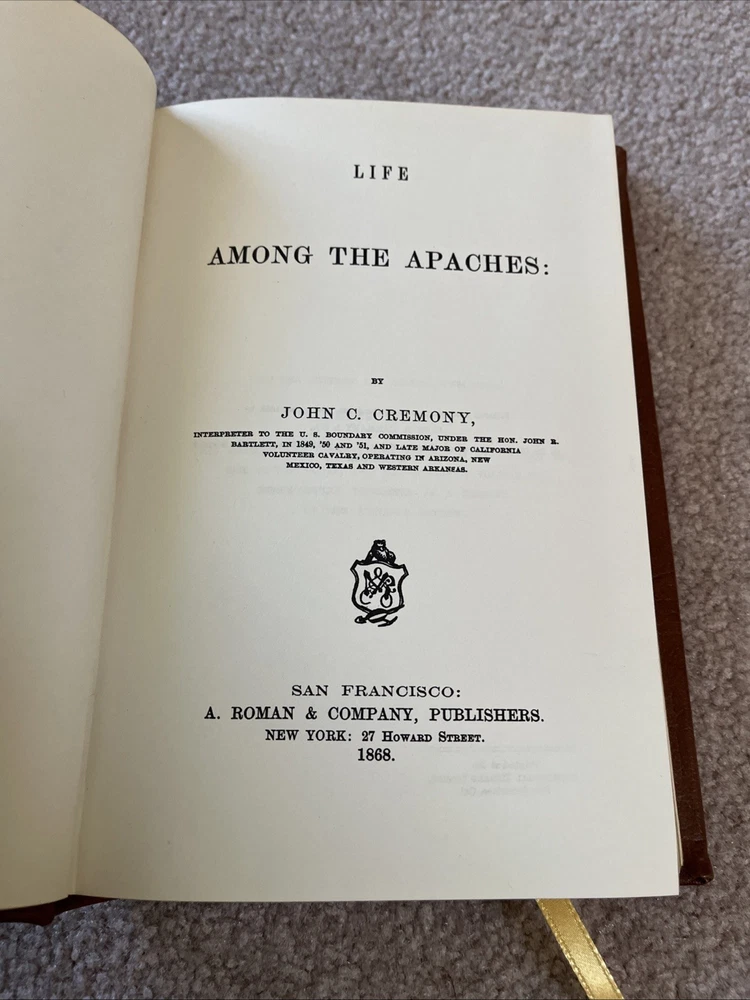 LIFE
AMONG THE APACHES:
BY
JOHN C. CREMONY,
INTERPRETER TO THE U. S. BOUNDARY COMMISSION, UNDER THE HON. JOHN R.
BARTLETT, IN 1849, '50 AND '51, AND LATE MAJOR OF CALIFORNIA
VOLUNTEER CAVALRY, OPERATING IN ARIZONA, NEW
MEXICO, TEXAS AND WESTERN ARKANSAS.
SAN FRANCISCO:
A. ROMAN & COMPANY, PUBLISHERS.
NEW YORK: 27 HOWARD STREET.
1868.